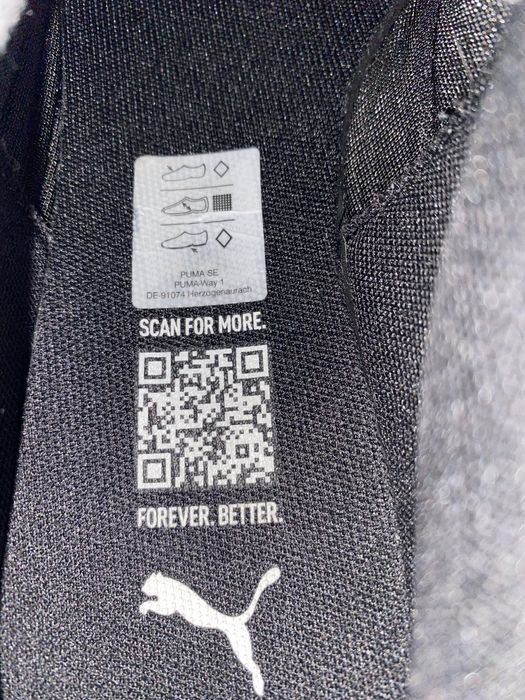 PUMA SE
PUMA-Way 1
DE-91074 Herzogenaurach
SCAN FOR MORE.
FOREVER. BETTER.